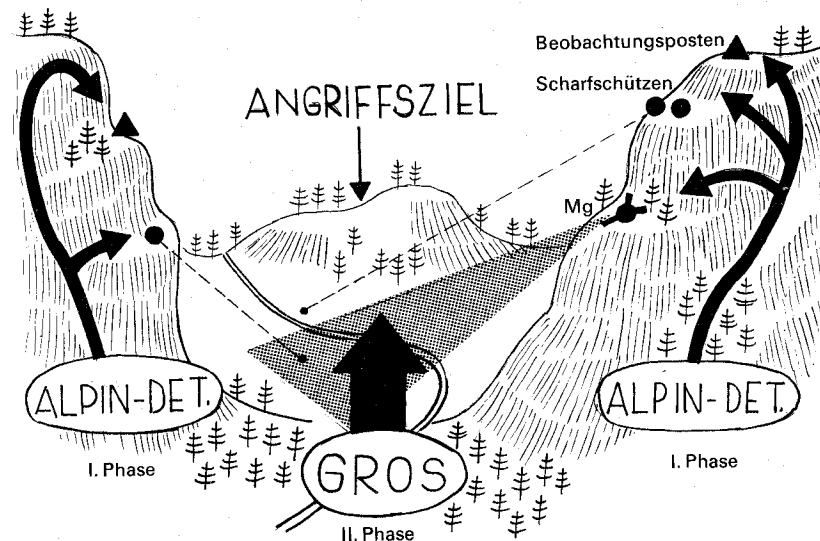 Beobachtungsposten
Scharfschützen
ANGRIFFSZIEL
Mg
ALPIN-DET.
I. Phase
GROS
II. Phase
ALPIN-DET.
I. Phase